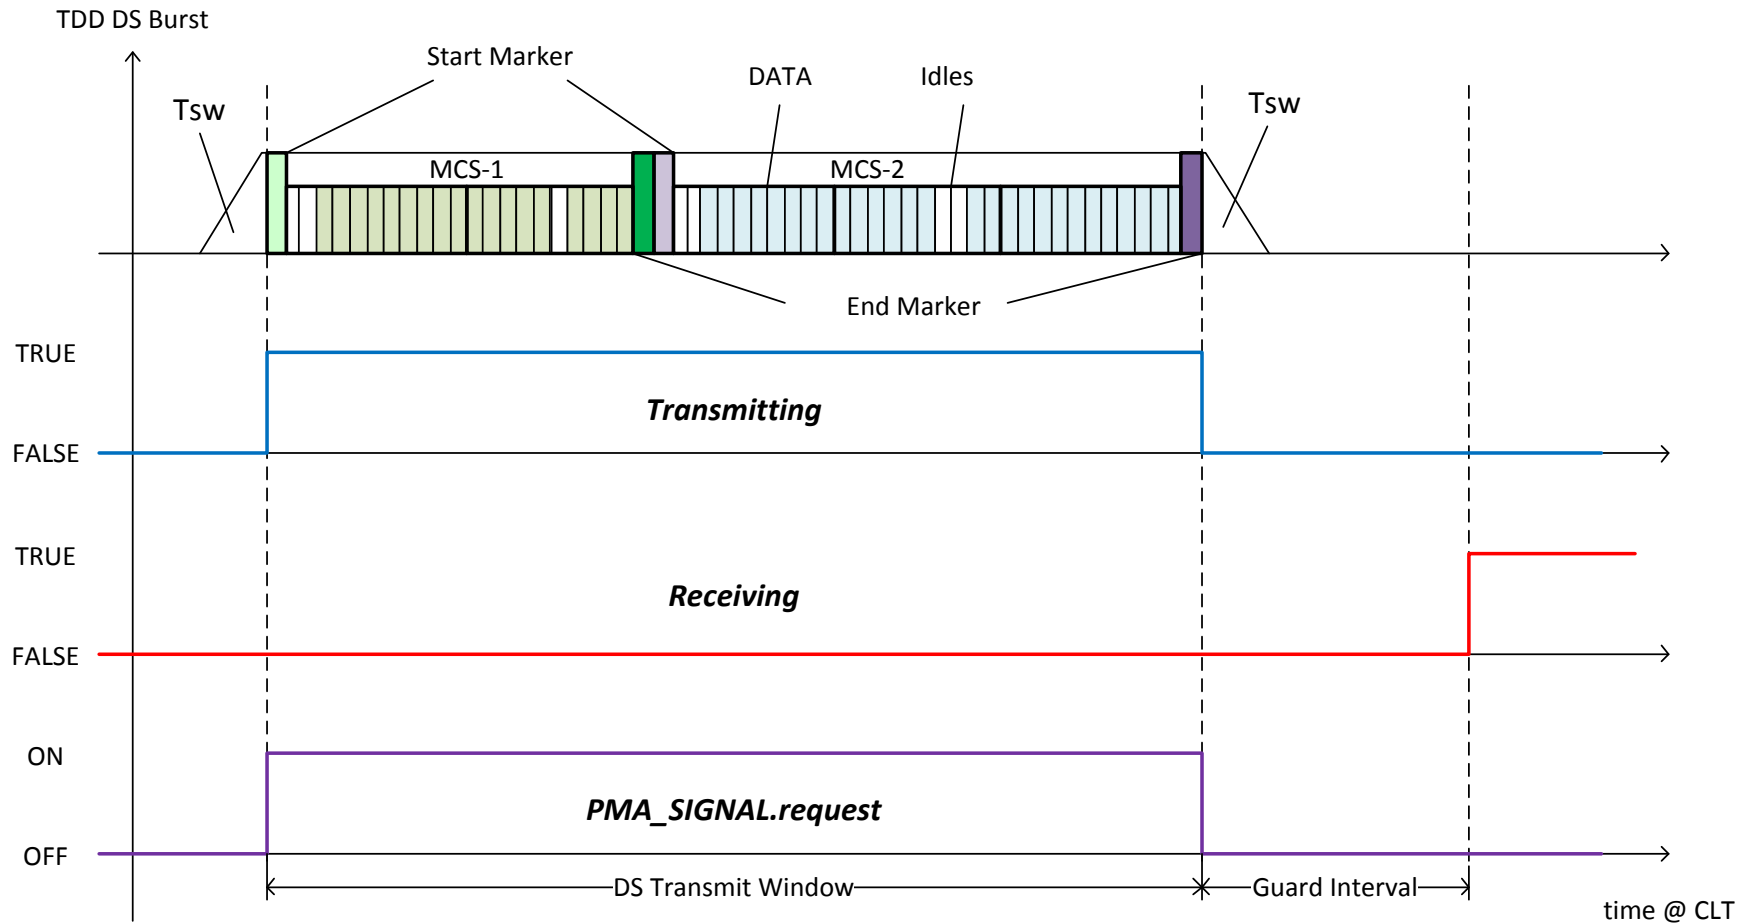 TDD DS Burst
Start Marker
DATA
Idles
Tsw
Tsw
MCS-1
MCS-2
End Marker
TRUE
Transmitting
FALSE
TRUE
Receiving
FALSE
ON
PMA_SIGNAL.request
OFF
DS Transmit Window
Guard Interval
time @ CLT